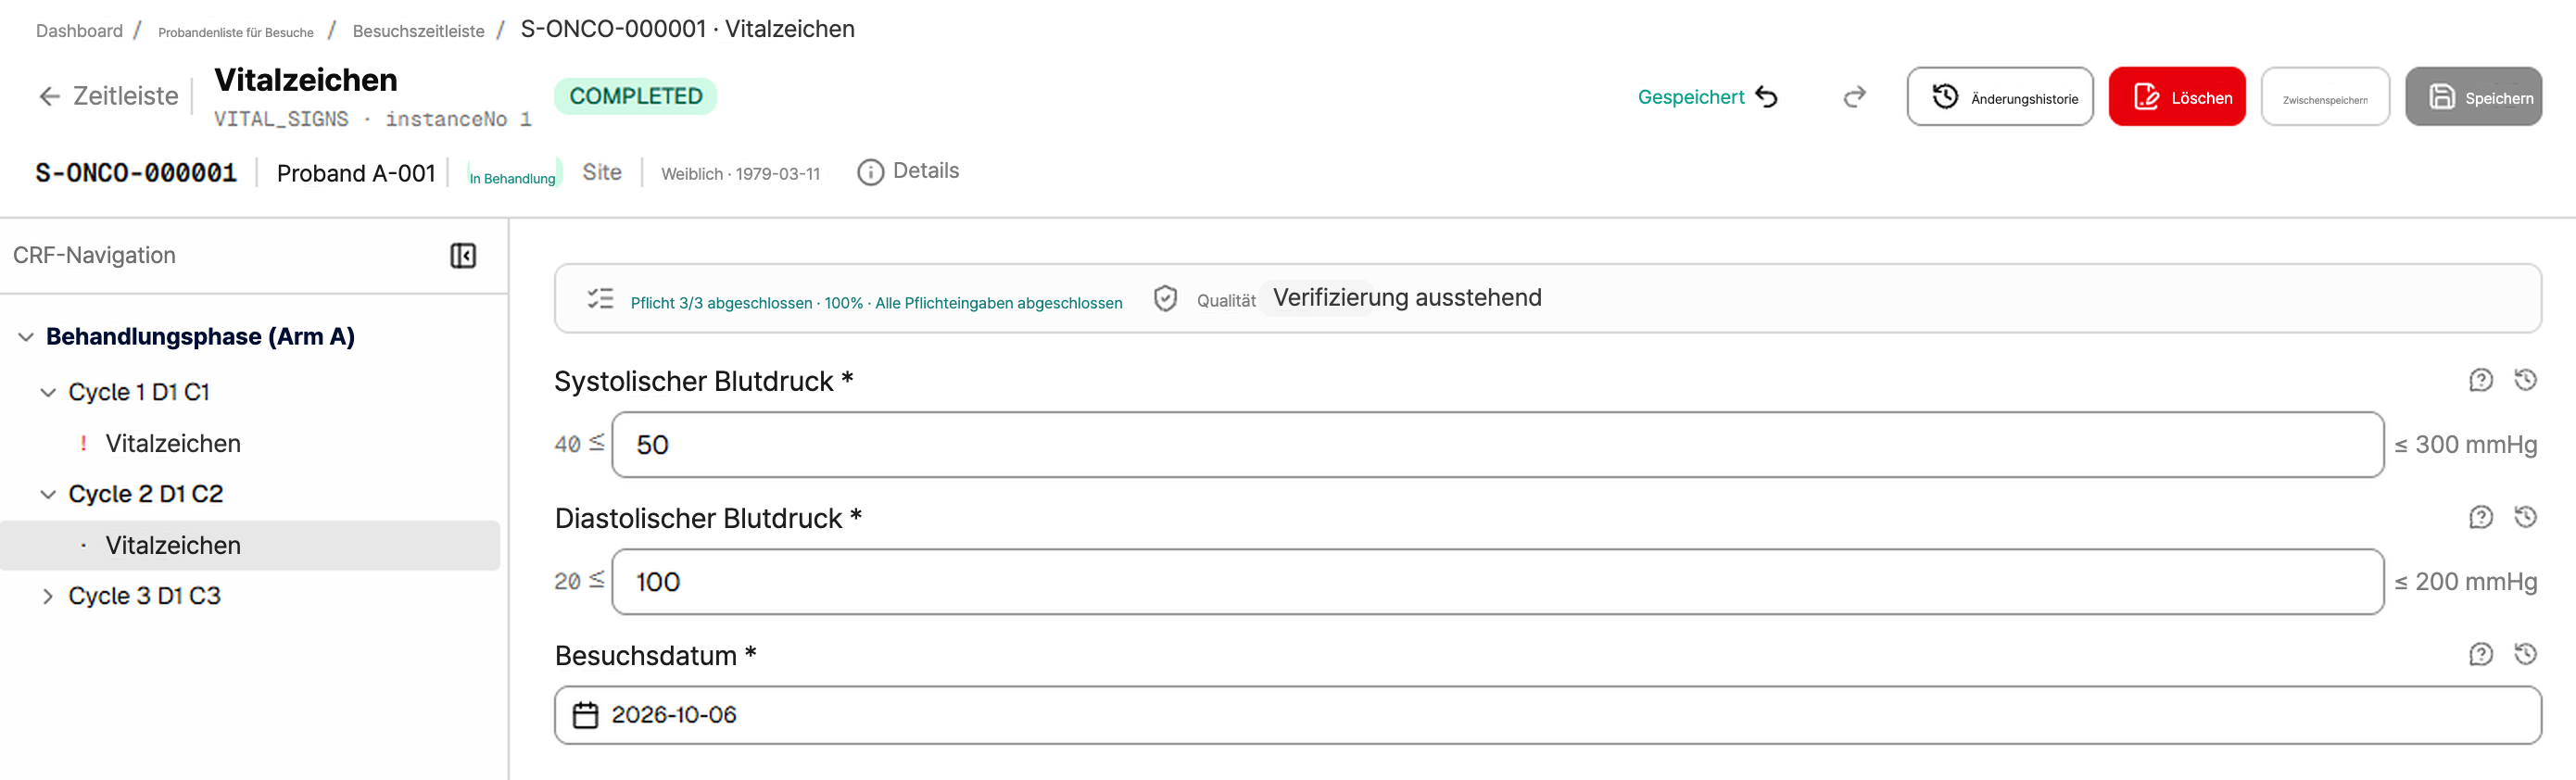 Dashboard / Probandenliste für Besuche / Besuchszeitleiste / S-ONCO-000001 · Vitalzeichen
← Zeitleiste
Vitalzeichen
VITAL_SIGNS · instanceNo 1
COMPLETED
Gespeichert
Änderungshistorie
Löschen
Zwischenspeichern
Speichern
S-ONCO-000001
Proband A-001
In Behandlung
Site
Weiblich · 1979-03-11
Details
CRF-Navigation
Behandlungsphase (Arm A)
Cycle 1 D1 C1
! Vitalzeichen
Cycle 2 D1 C2
· Vitalzeichen
Cycle 3 D1 C3
Pflicht 3/3 abgeschlossen · 100% · Alle Pflichteingaben abgeschlossen
Qualität Verifizierung ausstehend
Systolischer Blutdruck *
40 ≤ 50 ≤ 300 mmHg
Diastolischer Blutdruck *
20 ≤ 100 ≤ 200 mmHg
Besuchsdatum *
2026-10-06